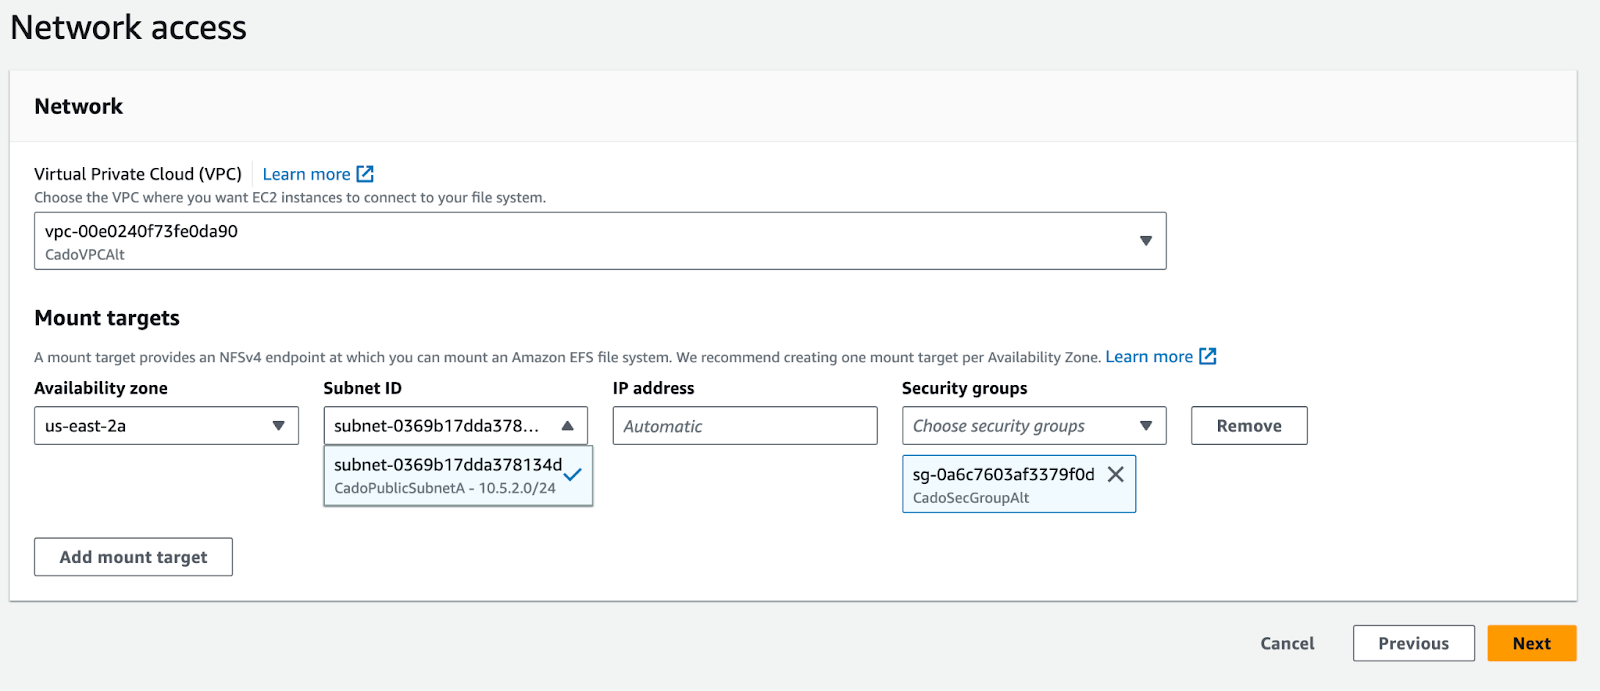 Network access
Network
Virtual Private Cloud (VPC) Learn more
Choose the VPC where you want EC2 instances to connect to your file system.
vpc-00e0240f73fe0da90
CadoVPCAlt
Mount targets
A mount target provides an NFSv4 endpoint at which you can mount an Amazon EFS file system. We recommend creating one mount target per Availability Zone. Learn more
Availability zone Subnet ID IP address Security groups
us-east-2a subnet-0369b17dda378... Automatic Choose security groups Remove
subnet-0369b17dda378134d
CadoPublicSubnetA - 10.5.2.0/24
sg-0a6c7603af3379f0d
CadoSecGroupAlt
Add mount target
Cancel Previous Next